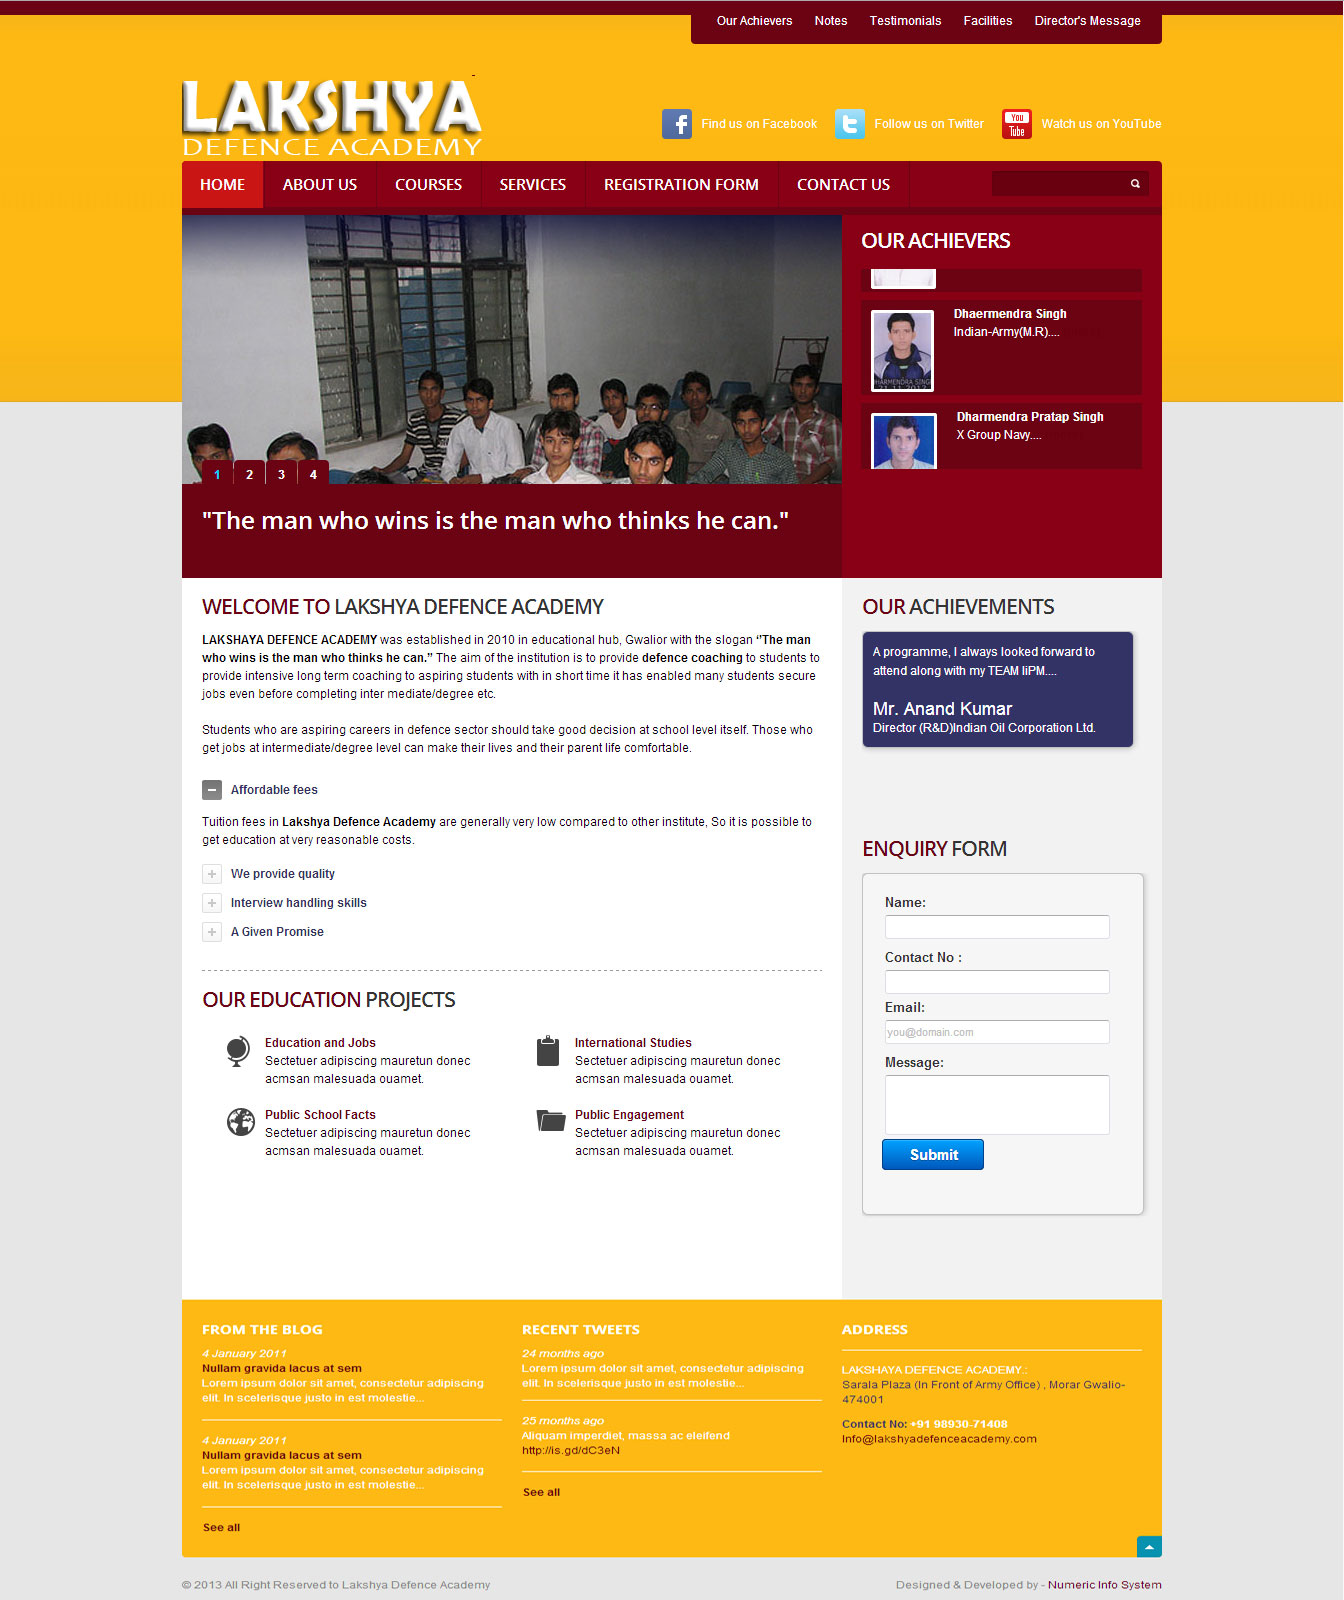 Our Achievers Notes Testimonials Facilities Director's Message
LAKSHYA
DEFENCE ACADEMY
Find us on Facebook Follow us on Twitter You Tube Watch us on YouTube
HOME ABOUT US COURSES SERVICES REGISTRATION FORM CONTACT US
OUR ACHIEVERS
Dhaermendra Singh
Indian-Army(M.R)....
Dharmendra Pratap Singh
X Group Navy....
1 2 3 4
"The man who wins is the man who thinks he can."
WELCOME TO LAKSHYA DEFENCE ACADEMY
LAKSHAYA DEFENCE ACADEMY was established in 2010 in educational hub, Gwalior with the slogan “The man
who wins is the man who thinks he can.” The aim of the institution is to provide defence coaching to students to
provide intensive long term coaching to aspiring students with in short time it has enabled many students secure
jobs even before completing inter mediate/degree etc.
Students who are aspiring careers in defence sector should take good decision at school level itself. Those who
get jobs at intermediate/degree level can make their lives and their parent life comfortable.
Affordable fees
Tuition fees in Lakshya Defence Academy are generally very low compared to other institute, So it is possible to
get education at very reasonable costs.
We provide quality
Interview handling skills
A Given Promise
OUR EDUCATION PROJECTS
Education and Jobs
Sectetuer adipiscing mauretun donec
acmsan malesuada ouamet.
International Studies
Sectetuer adipiscing mauretun donec
acmsan malesuada ouamet.
Public School Facts
Sectetuer adipiscing mauretun donec
acmsan malesuada ouamet.
Public Engagement
Sectetuer adipiscing mauretun donec
acmsan malesuada ouamet.
OUR ACHIEVEMENTS
A programme, I always looked forward to
attend along with my TEAM IiPM....
Mr. Anand Kumar
Director (R&D)Indian Oil Corporation Ltd.
ENQUIRY FORM
Name:
Contact No :
Email:
you@domain.com
Message:
Submit
FROM THE BLOG
4 January 2011
Nullam gravida lacus at sem
Lorem ipsum dolor sit amet, consectetur adipiscing
elit. In scelerisque justo in est molestie...
4 January 2011
Nullam gravida lacus at sem
Lorem ipsum dolor sit amet, consectetur adipiscing
elit. In scelerisque justo in est molestie...
See all
RECENT TWEETS
24 months ago
Lorem ipsum dolor sit amet, consectetur adipiscing
elit. In scelerisque justo in est molestie...
25 months ago
Aliquam imperdiet, massa ac eleifend
http://is.gd/dC3eN
See all
ADDRESS
LAKSHAYA DEFENCE ACADEMY.:
Sarala Plaza (In Front of Army Office) , Morar Gwalio-
474001
Contact No: +91 98930-71408
Info@lakshyadefenceacademy.com
© 2013 All Right Reserved to Lakshya Defence Academy
Designed & Developed by - Numeric Info System